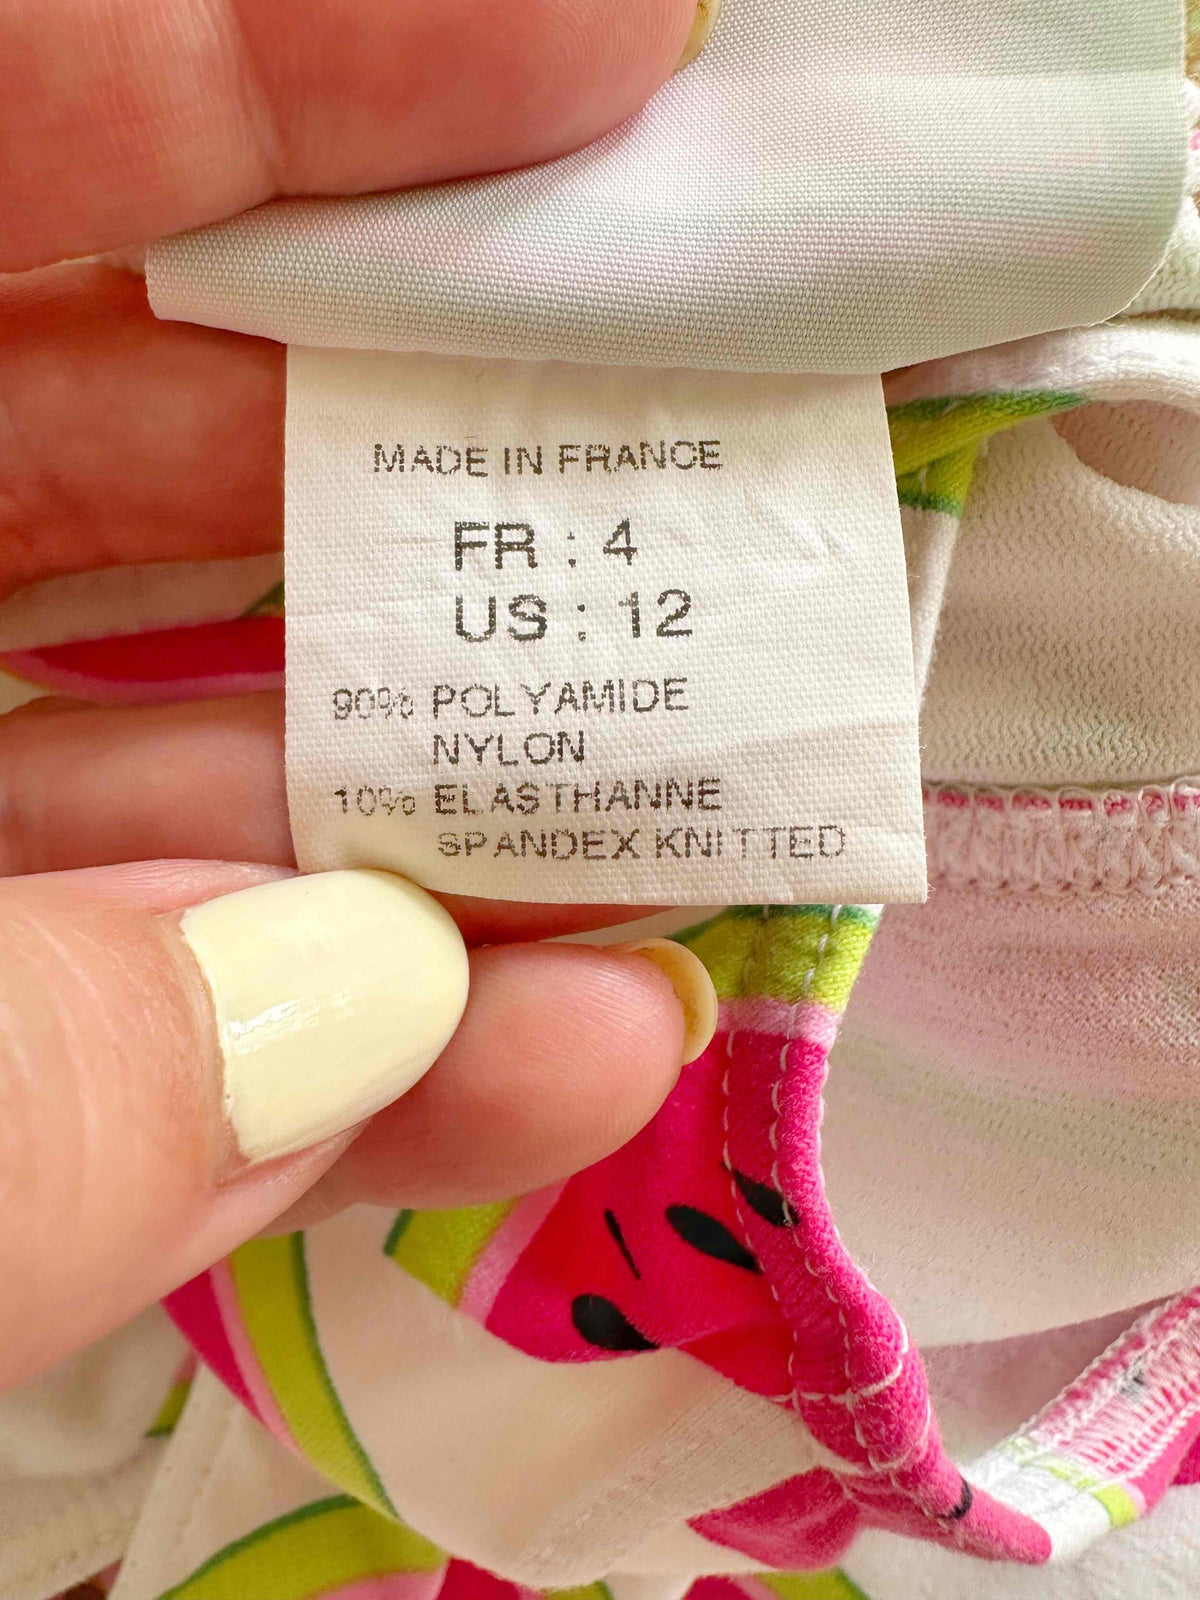 MADE IN FRANCE
FR : 4
US : 12
90% POLYAMIDE
NYLON
10% ELASTHANNE
SPANDEX KNITTED